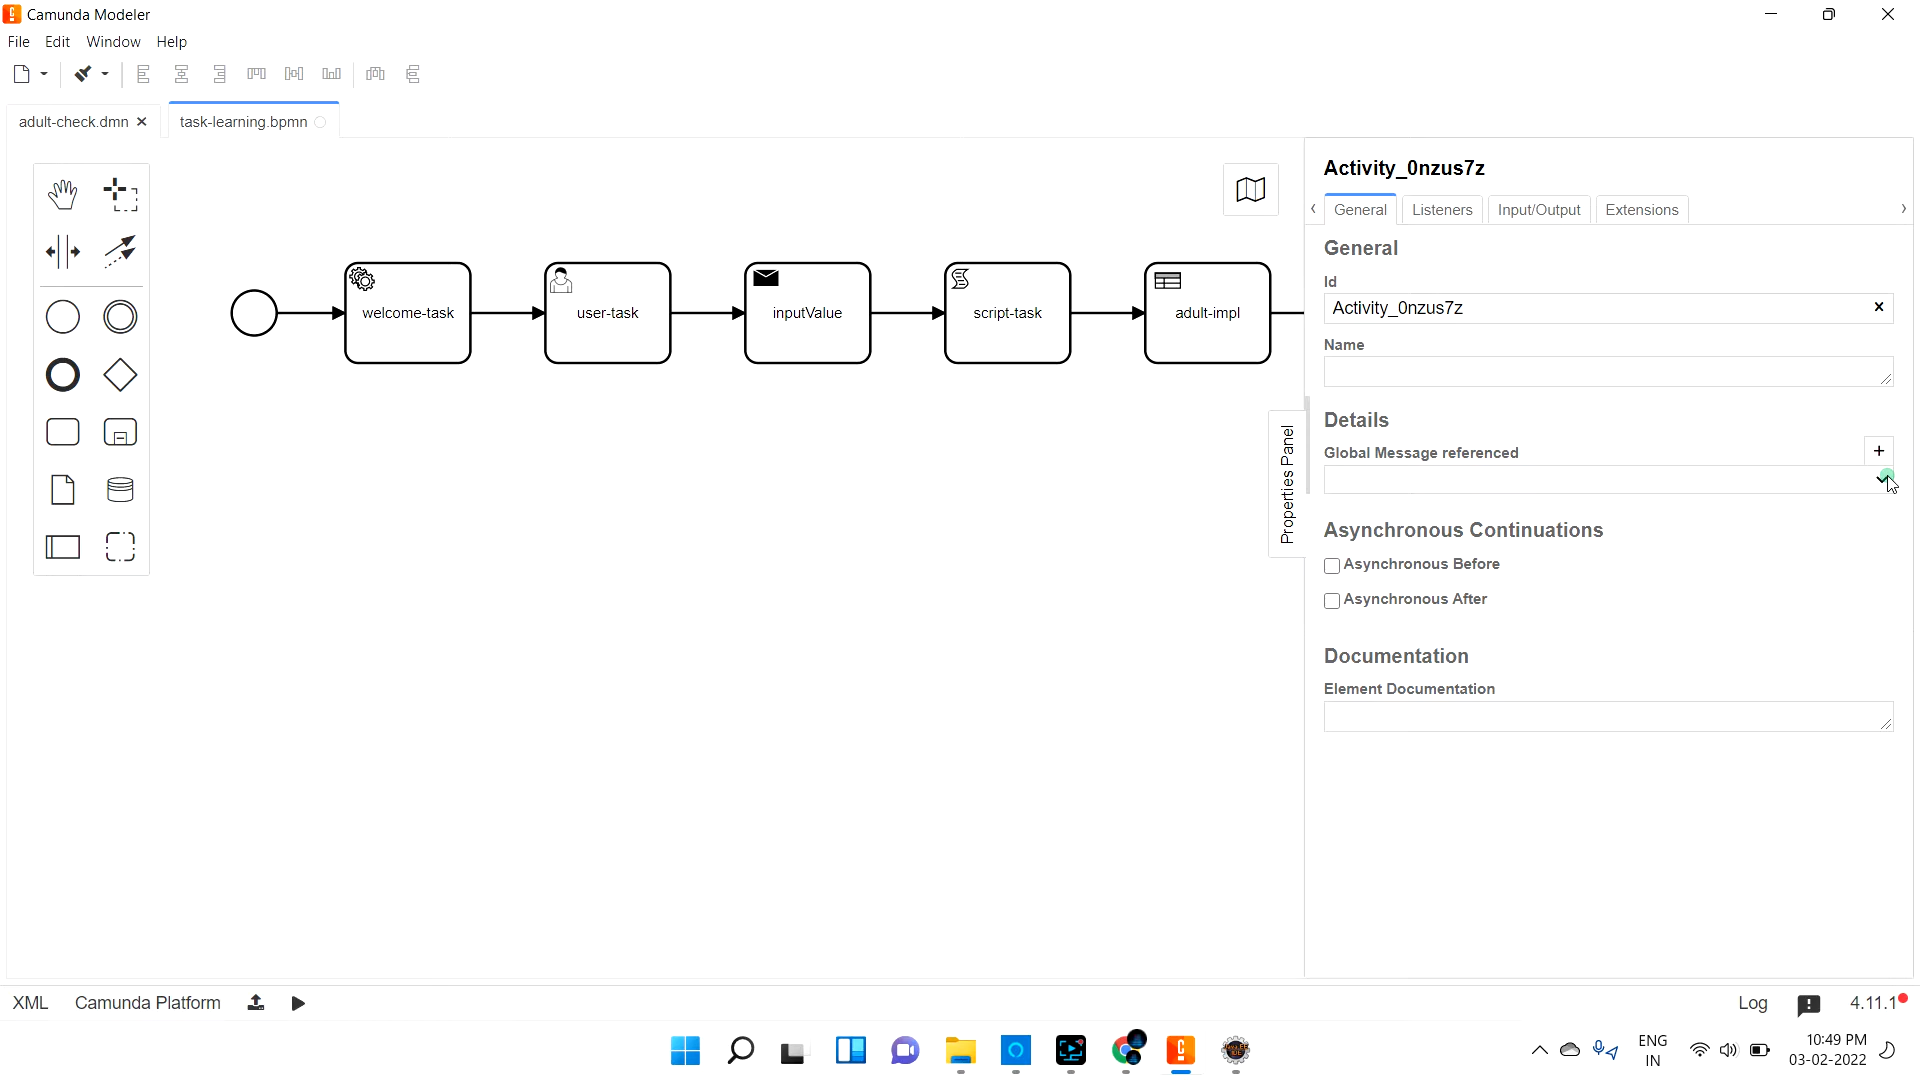 Camunda Modeler
File Edit Window Help
adult-check.dmn task-learning.bpmn
Activity_0nzus7z
General Listeners Input/Output Extensions
General
Id
Activity_0nzus7z
Name
welcome-task user-task inputValue script-task adult-impl
Details
Global Message referenced
Properties Panel
Asynchronous Continuations
Asynchronous Before
Asynchronous After
Documentation
Element Documentation
XML Camunda Platform Log 4.11.1
ENG
IN
10:49 PM
03-02-2022